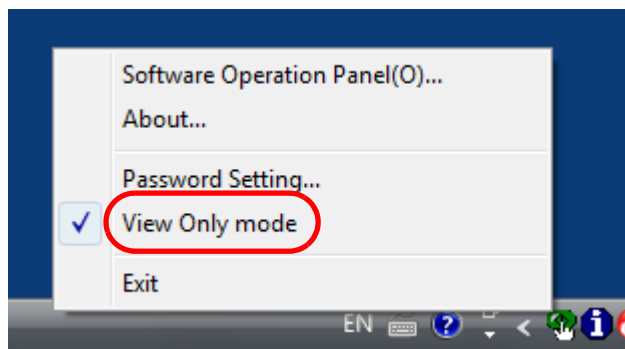 Software Operation Panel(O)...
About...
Password Setting...
View Only mode
Exit
EN